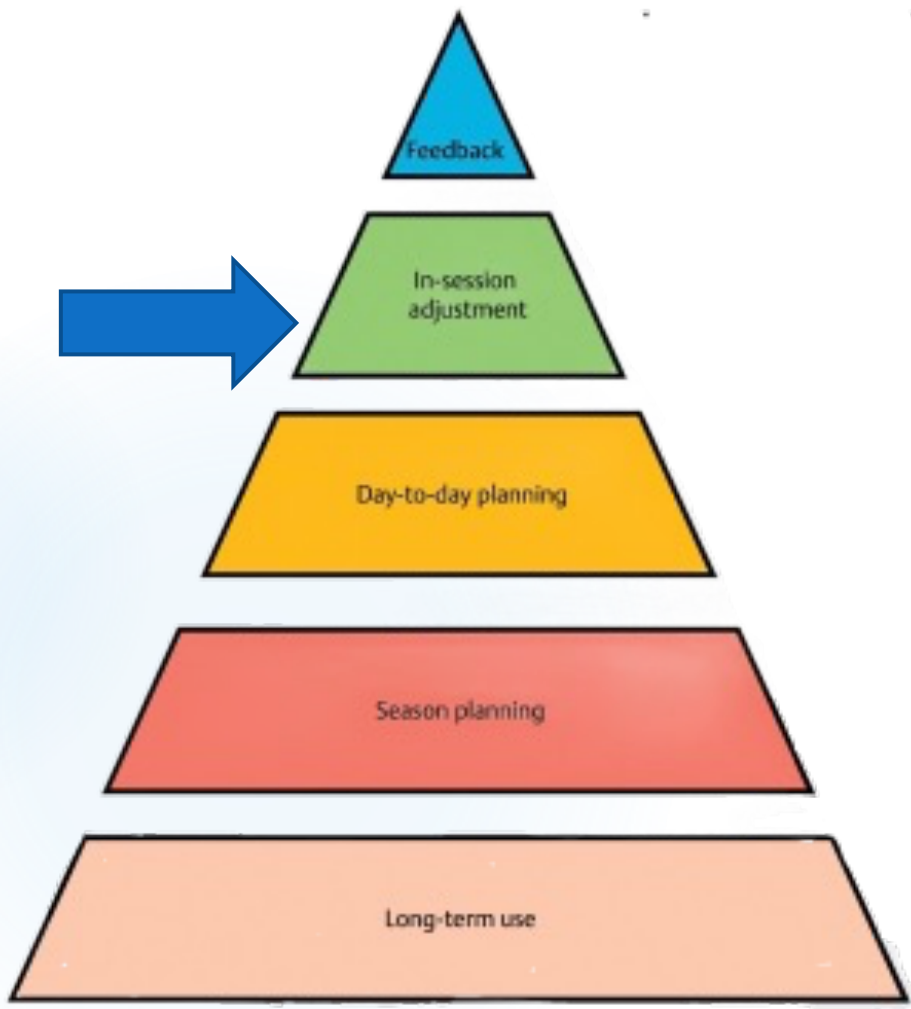 Feedback
In-session
adjustment
Day-to-day planning
Season planning
Long-term use